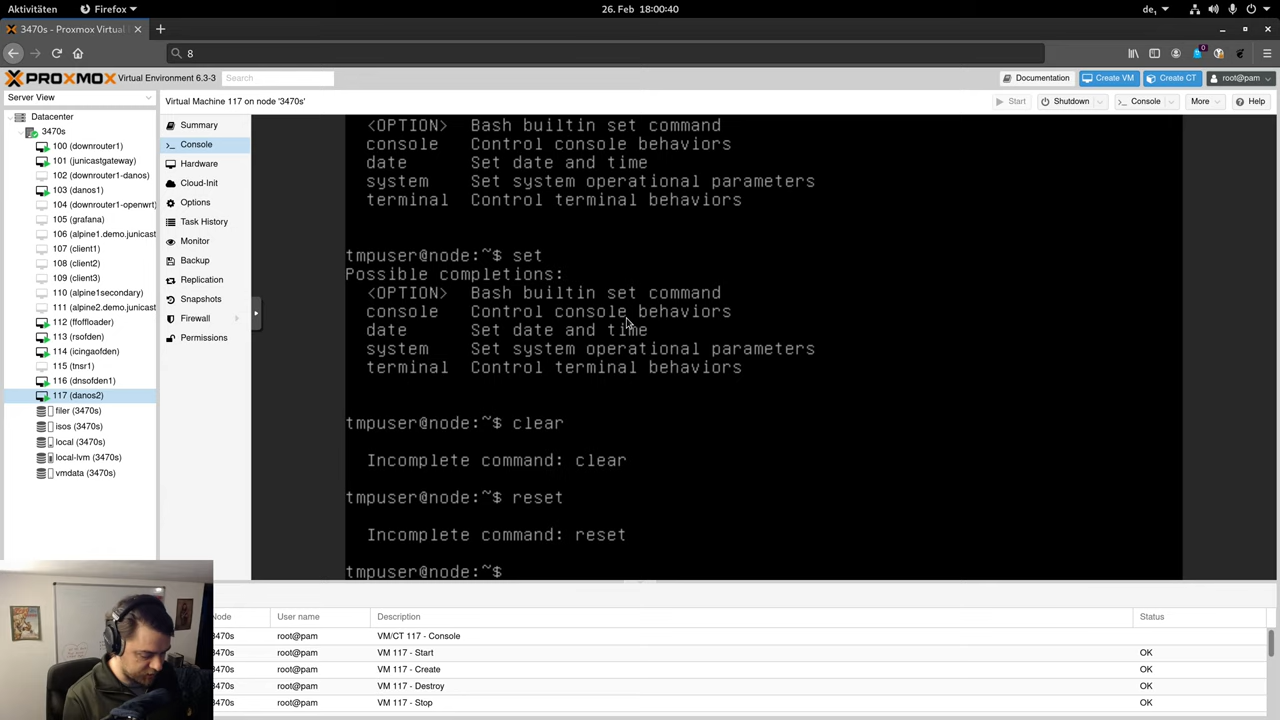 Aktivitäten Firefox 26. Feb 18:00:40 de₁
3470s - Proxmox Virtual
8
PROXMOX Virtual Environment 6.3-3 Search Documentation Create VM Create CT root@pam
Server View
Virtual Machine 117 on node '3470s' Start Shutdown Console More Help
Datacenter
3470s
100 (downrouter1)
101 (junicastgateway)
102 (downrouter1-danos)
103 (danos1)
104 (downrouter1-openwrt)
105 (grafana)
106 (alpine1.demo.junicast
107 (client1)
108 (client2)
109 (client3)
110 (alpine1secondary)
111 (alpine2.demo.junicast
112 (ffoffloader)
113 (rsofden)
114 (icingaofden)
115 (tnsr1)
116 (dnsofden1)
117 (danos2)
filer (3470s)
isos (3470s)
local (3470s)
local-lvm (3470s)
vmdata (3470s)
Summary
Console
Hardware
Cloud-Init
Options
Task History
Monitor
Backup
Replication
Snapshots
Firewall
Permissions
<OPTION> Bash builtin set command
console Control console behaviors
date Set date and time
system Set system operational parameters
terminal Control terminal behaviors
tmpuser@node:~$ set
Possible completions:
<OPTION> Bash builtin set command
console Control console behaviors
date Set date and time
system Set system operational parameters
terminal Control terminal behaviors
tmpuser@node:~$ clear
Incomplete command: clear
tmpuser@node:~$ reset
Incomplete command: reset
tmpuser@node:~$
Node User name Description Status
3470s root@pam VM/CT 117 - Console
3470s root@pam VM 117 - Start OK
3470s root@pam VM 117 - Create OK
3470s root@pam VM 117 - Destroy OK
3470s root@pam VM 117 - Stop OK